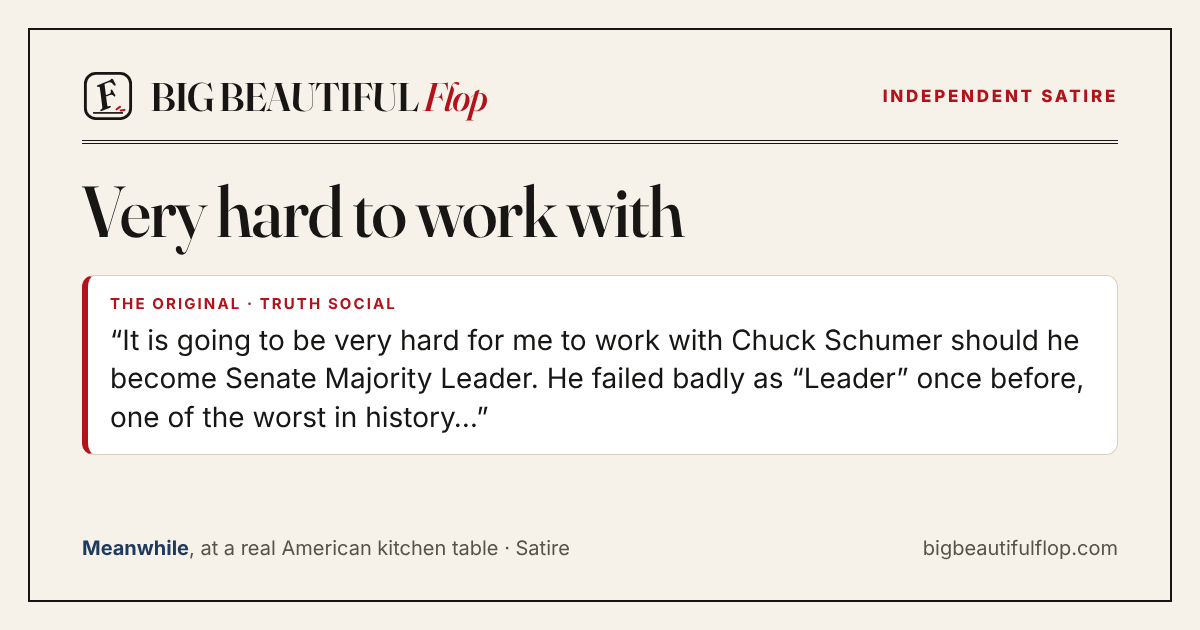 F
BIG BEAUTIFUL Flop
INDEPENDENT SATIRE
Very hard to work with
THE ORIGINAL · TRUTH SOCIAL
“It is going to be very hard for me to work with Chuck Schumer should he
become Senate Majority Leader. He failed badly as “Leader” once before,
one of the worst in history...”
Meanwhile, at a real American kitchen table · Satire
bigbeautifulflop.com